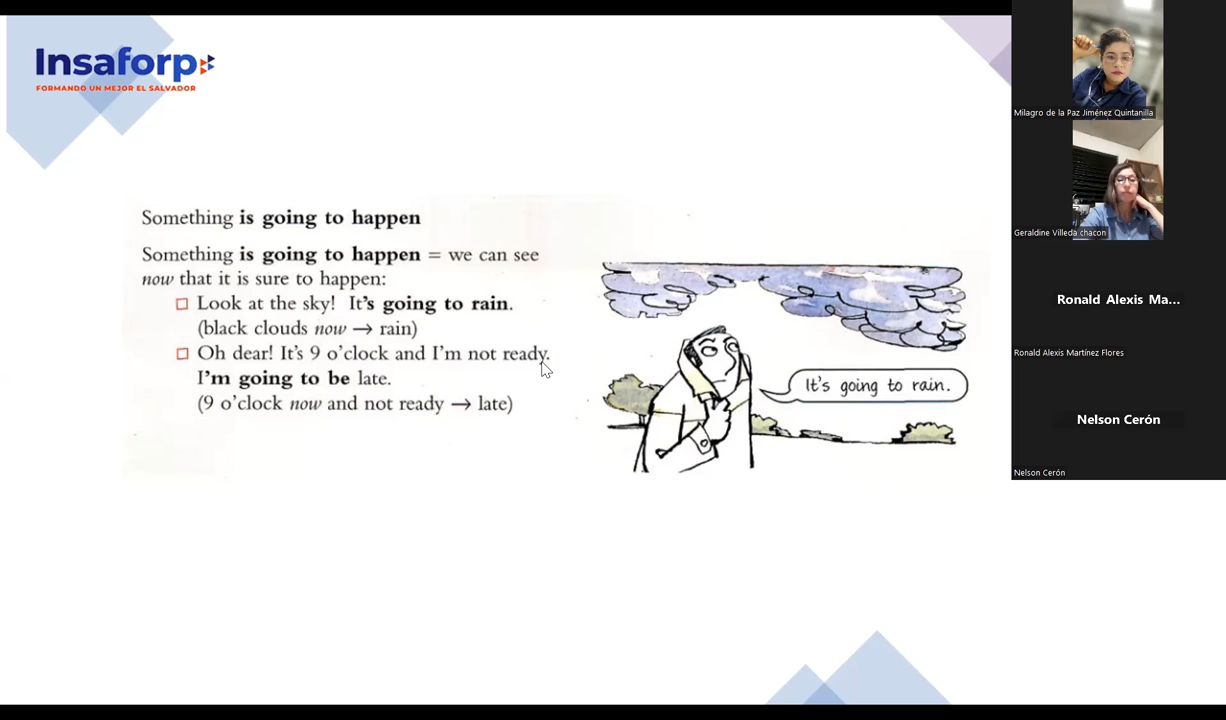 Insaforp
FORMANDO UN MEJOR EL SALVADOR
Something is going to happen
Something is going to happen = we can see
now that it is sure to happen:
□ Look at the sky! It's going to rain.
(black clouds now → rain)
□ Oh dear! It's 9 o'clock and I'm not ready.
I'm going to be late.
(9 o'clock now and not ready → late)
It's going to rain.
Milagro de la Paz Jiménez Quintanilla
Geraldine Villeda chacon
Ronald Alexis Ma...
Ronald Alexis Martínez Flores
Nelson Cerón
Nelson Cerón